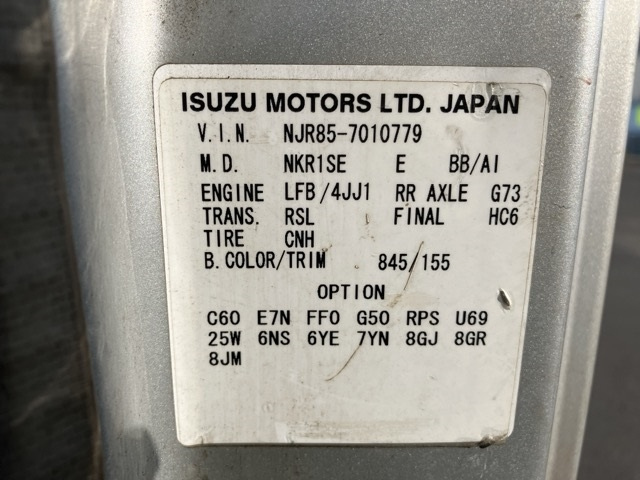 ISUZU MOTORS LTD. JAPAN
V.I.N. NJR85-7010779
M.D. NKR1SE E BB/AI
ENGINE LFB/4JJ1 RR AXLE G73
TRANS. RSL FINAL HC6
TIRE CNH
B.COLOR/TRIM 845/155
OPTION
C60 E7N FF0 G50 RPS U69
25W 6NS 6YE 7YN 8GJ 8GR
8JM